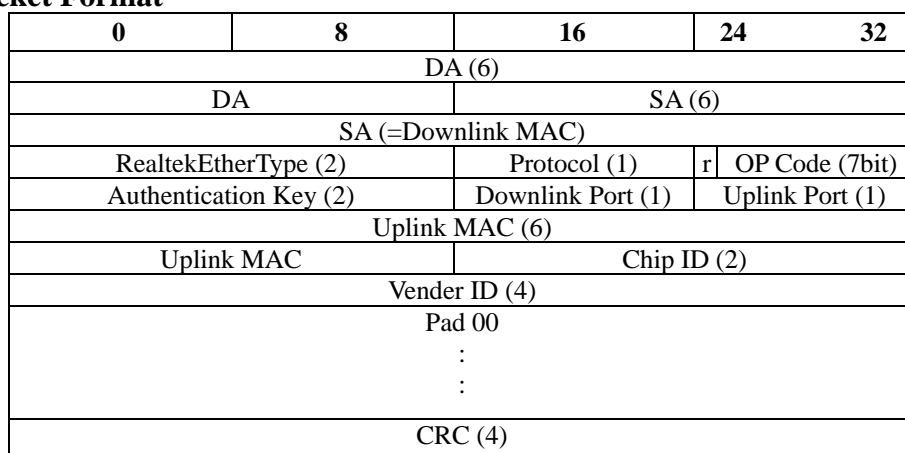 Packet Format
0 8 16 24 32
DA (6)
DA SA (6)
SA (=Downlink MAC)
RealtekEtherType (2) Protocol (1) r OP Code (7bit)
Authentication Key (2) Downlink Port (1) Uplink Port (1)
Uplink MAC (6)
Uplink MAC Chip ID (2)
Vender ID (4)
Pad 00
:
:
CRC (4)